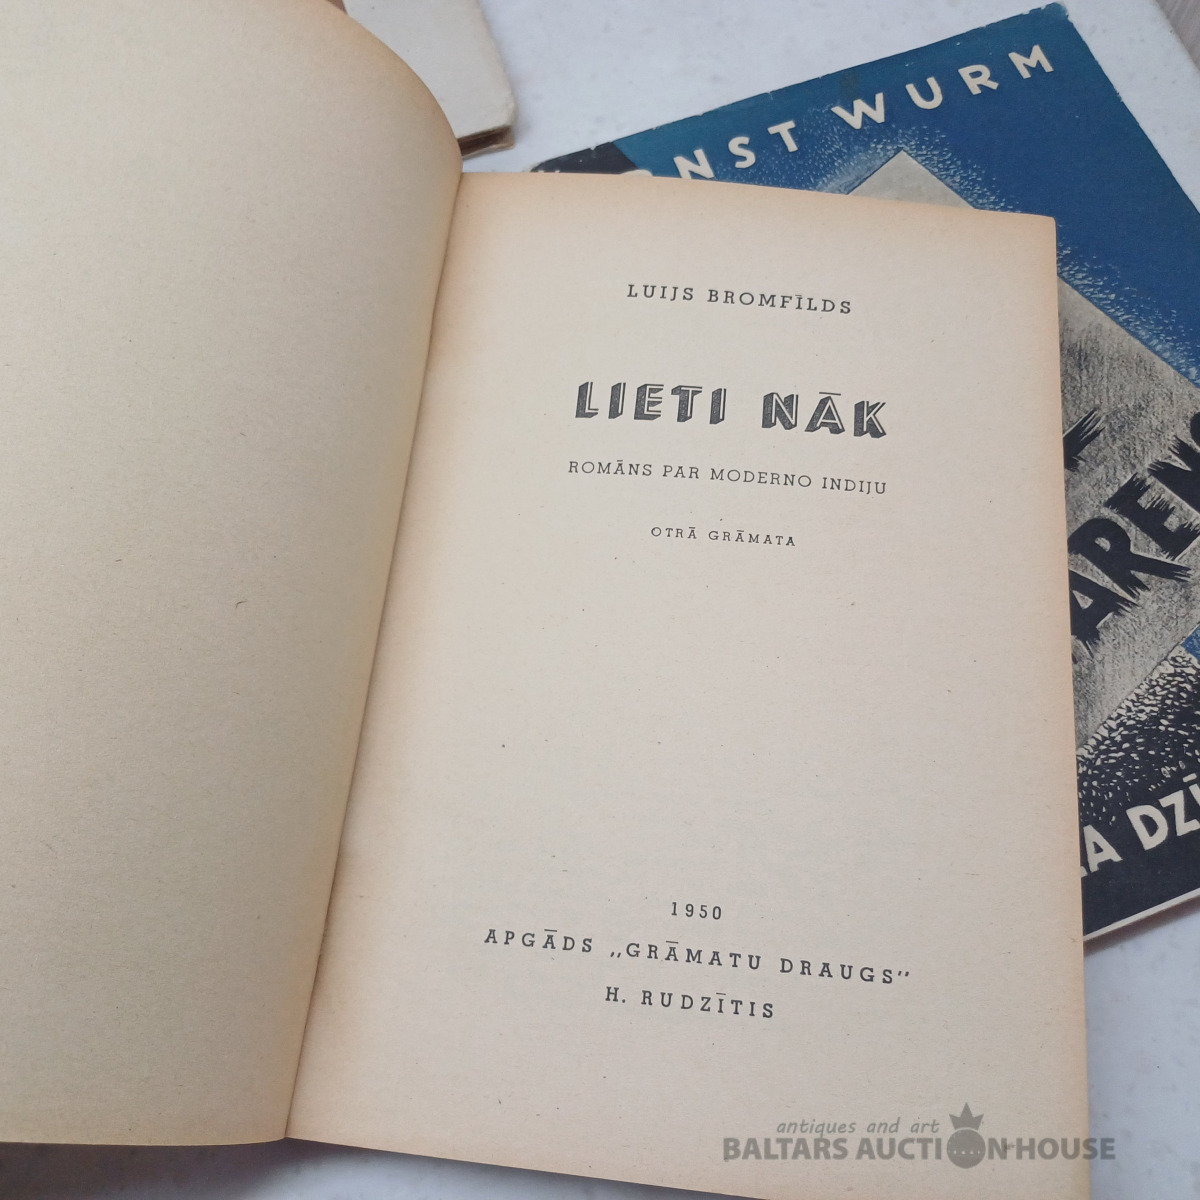 WURM
LUIJS BROMFĪLDS
LIETI NĀK
ROMĀNS PAR MODERNO INDIJU
OTRĀ GRĀMATA
1950
APGĀDS „GRĀMATU DRAUGS”
H. RUDZĪTIS
antiques and art
BALTARS AUCTION HOUSE